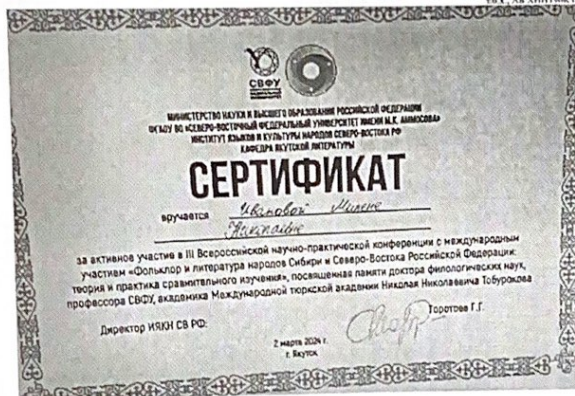 СВФУ
МИНИСТЕРСТВО НАУКИ И ВЫСШЕГО ОБРАЗОВАНИЯ РОССИЙСКОЙ ФЕДЕРАЦИИ
ФГАОУ ВО «СЕВЕРО-ВОСТОЧНЫЙ ФЕДЕРАЛЬНЫЙ УНИВЕРСИТЕТ ИМЕНИ М.К. АММОСОВА»
ИНСТИТУТ ЯЗЫКОВ И КУЛЬТУРЫ НАРОДОВ СЕВЕРО-ВОСТОКА РФ
КАФЕДРА ЯКУТСКОЙ ЛИТЕРАТУРЫ
СЕРТИФИКАТ
вручается Ивановой Милене
за активное участие в III Всероссийской научно-практической конференции с международным
участием «Фольклор и литература народов Сибири и Северо-Востока Российской Федерации:
теория и практика сравнительного изучения», посвященная памяти доктора филологических наук,
профессора СВФУ, академика Международной тюркской академии Николая Николаевича Тобурокова
Директор ИЯКН СВ РФ: Торотоев Г.Г.
2 марта 2024 г.
г. Якутск